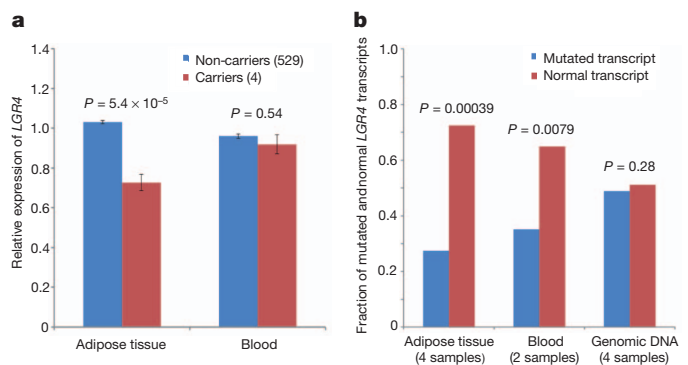 a
Relative expression of LGR4
1.4
1.2
1.0
0.8
0.6
0.4
0.2
0
Non-carriers (529)
Carriers (4)
P = 5.4 × 10⁻⁵
P = 0.54
Adipose tissue
Blood
b
Fraction of mutated andnormal LGR4 transcripts
1.0
0.8
0.6
0.4
0.2
0
Mutated transcript
Normal transcript
P = 0.00039
P = 0.0079
P = 0.28
Adipose tissue
(4 samples)
Blood
(2 samples)
Genomic DNA
(4 samples)